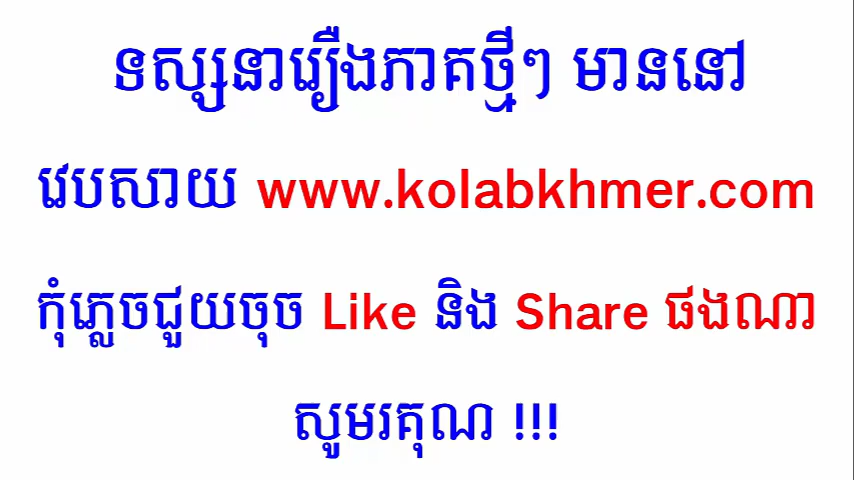 ទស្សនារឿងភាគថ្មីៗ មាននៅ
វេបសាយ www.kolabkhmer.com
កុំភ្លេចជួយចុច Like និង Share ផងណា
សូមរគុណ !!!